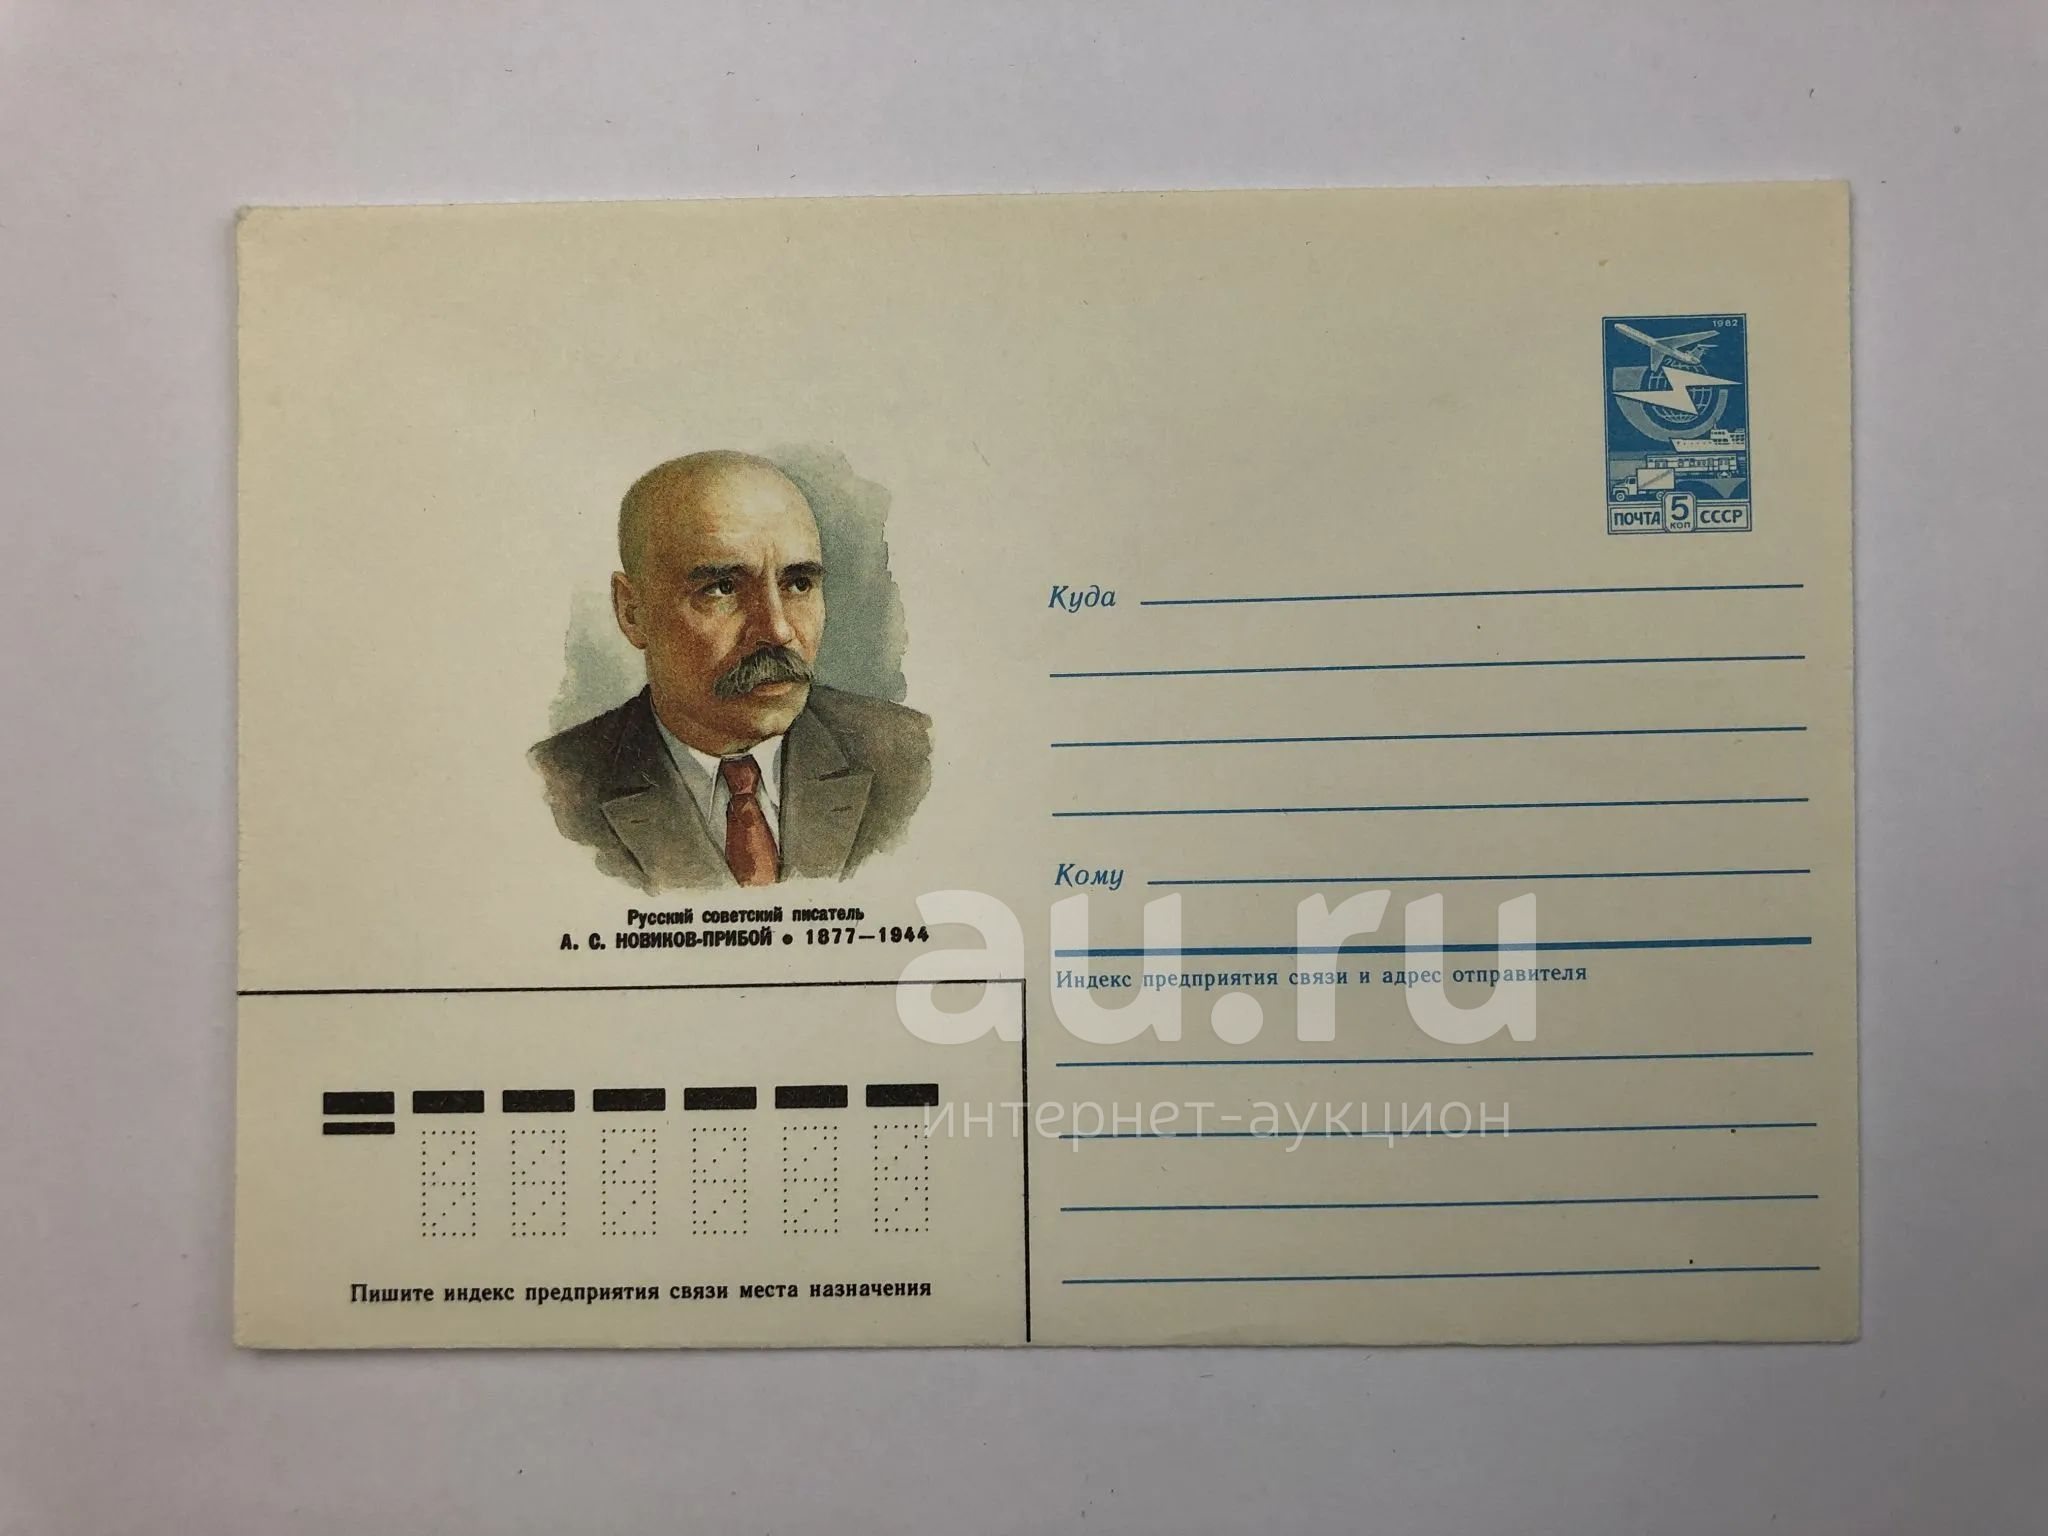 1982
ПОЧТА 5 КОП СССР
Куда
Кому
Русский советский писатель
А. С. НОВИКОВ-ПРИБОЙ • 1877—1944
Индекс предприятия связи и адрес отправителя
au.ru
интернет-аукцион
Пишите индекс предприятия связи места назначения